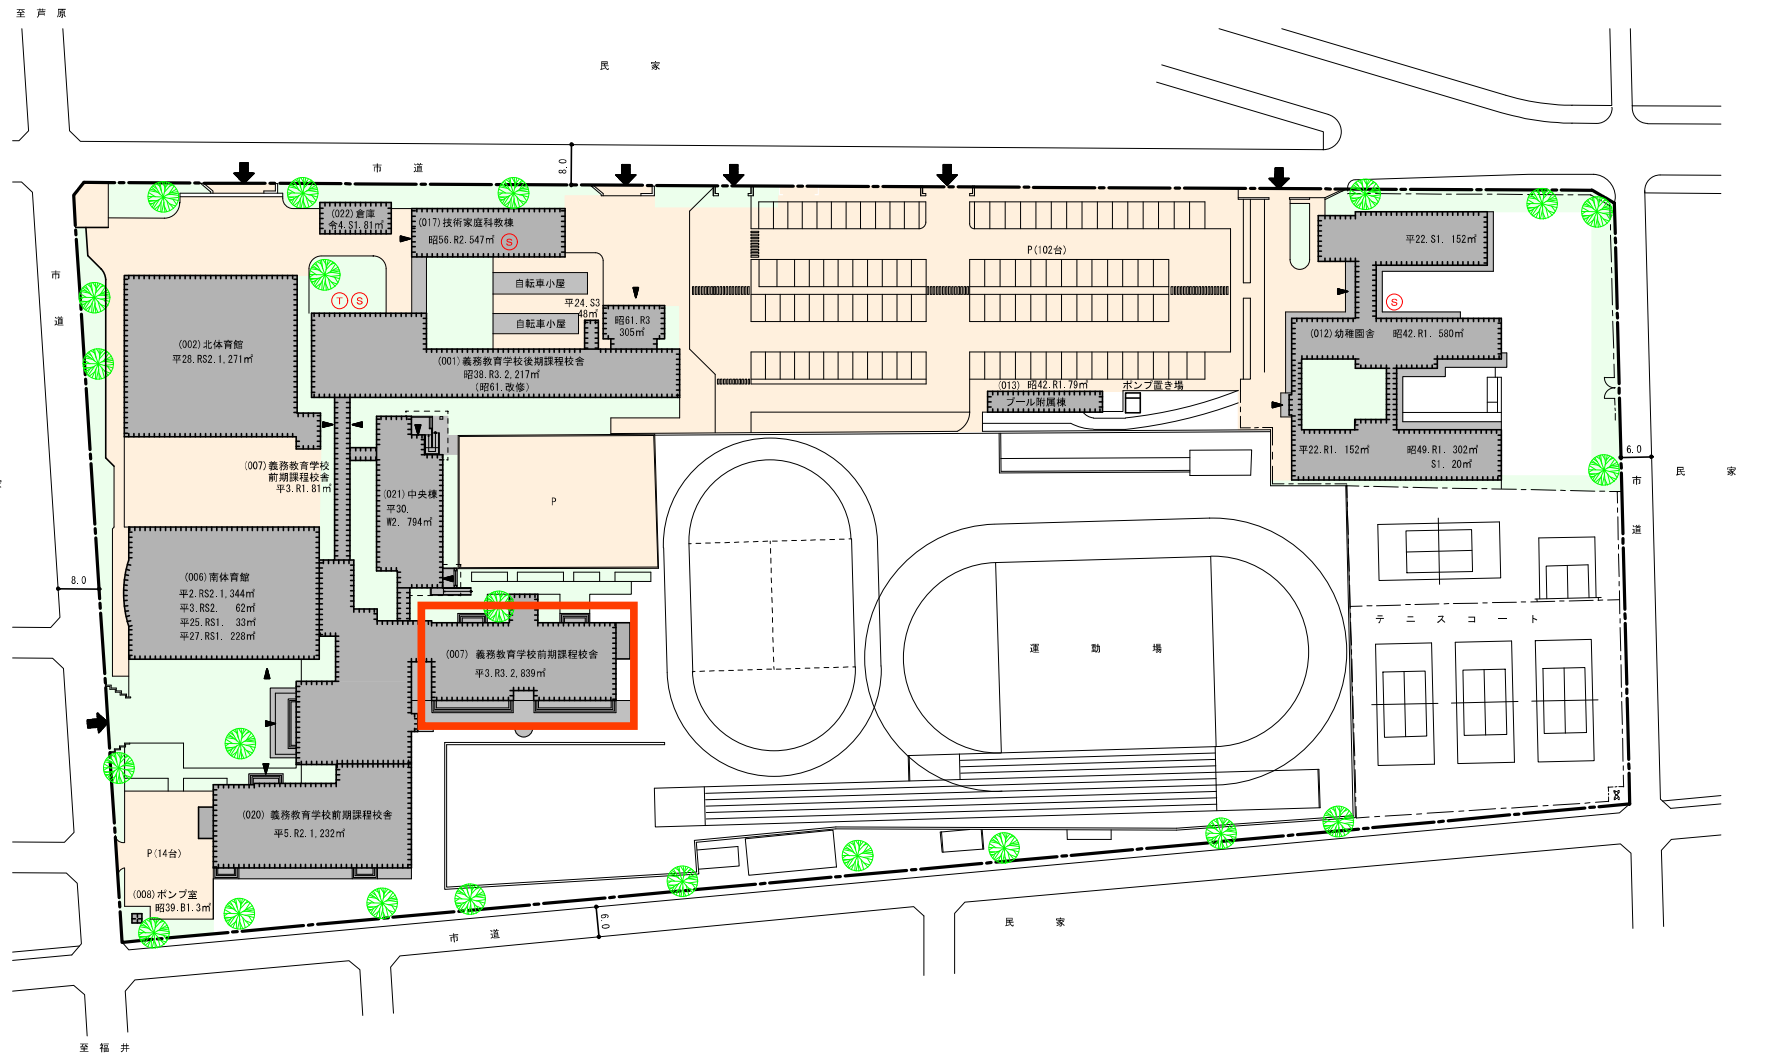 至 芦 原
民 家
市 道
8.0
(022)倉庫
令4.S1.81㎡
(017)技術家庭科教棟
昭56.R2.547㎡
S
自転車小屋
自転車小屋
平24.S3
48㎡
昭61.R3
305㎡
T
S
P(102台)
平22.S1. 152㎡
S
市
道
(002)北体育館
平28.RS2.1,271㎡
(001)義務教育学校後期課程校舎
昭38.R3.2,217㎡
(昭61.改修)
(013) 昭42.R1.79㎡
プール附属棟
ポンプ置き場
(012)幼稚園舎 昭42.R1. 580㎡
平22.R1. 152㎡
昭49.R1. 302㎡
S1. 20㎡
6.0
市
道
民 家
(007)義務教育学校
前期課程校舎
平3.R1.81㎡
(021)中央棟
平30.
W2. 794㎡
P
8.0
(006)南体育館
平2.RS2.1,344㎡
平3.RS2. 62㎡
平25.RS1. 33㎡
平27.RS1. 228㎡
(007) 義務教育学校前期課程校舎
平3.R3.2,839㎡
運 動 場
テ ニ ス コ ー ト
(020) 義務教育学校前期課程校舎
平5.R2.1,232㎡
P(14台)
(008)ポンプ室
昭39.B1.3㎡
市 道
6.0
民 家
至 福 井